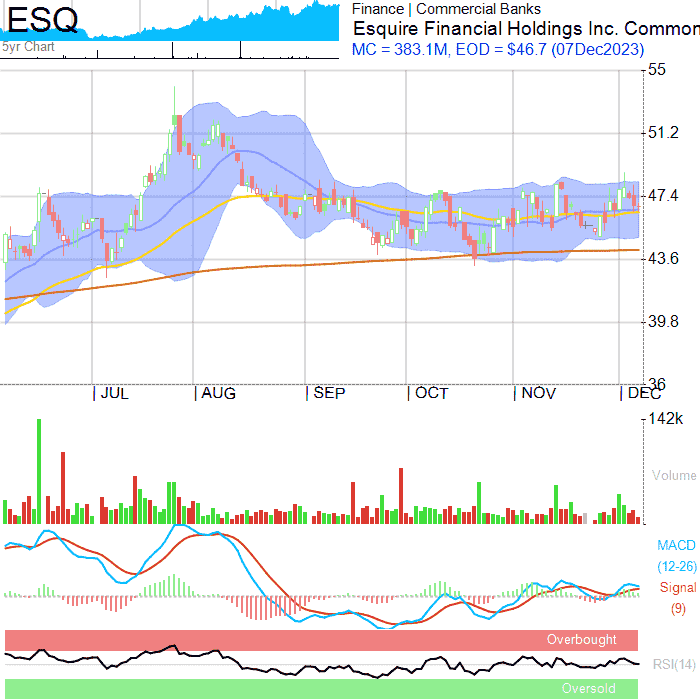 ESQ
5yr Chart
Finance | Commercial Banks
Esquire Financial Holdings Inc. Common
MC = 383.1M, EOD = $46.7 (07Dec2023)
55
51.2
47.4
43.6
39.8
36
JUL AUG SEP OCT NOV DEC
142k
Volume
MACD
(12-26)
Signal
(9)
Overbought
RSI(14)
Oversold